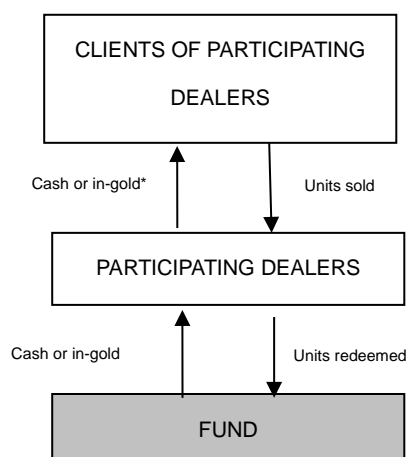 CLIENTS OF PARTICIPATING
DEALERS
Cash or in-gold*
Units sold
PARTICIPATING DEALERS
Cash or in-gold
Units redeemed
FUND